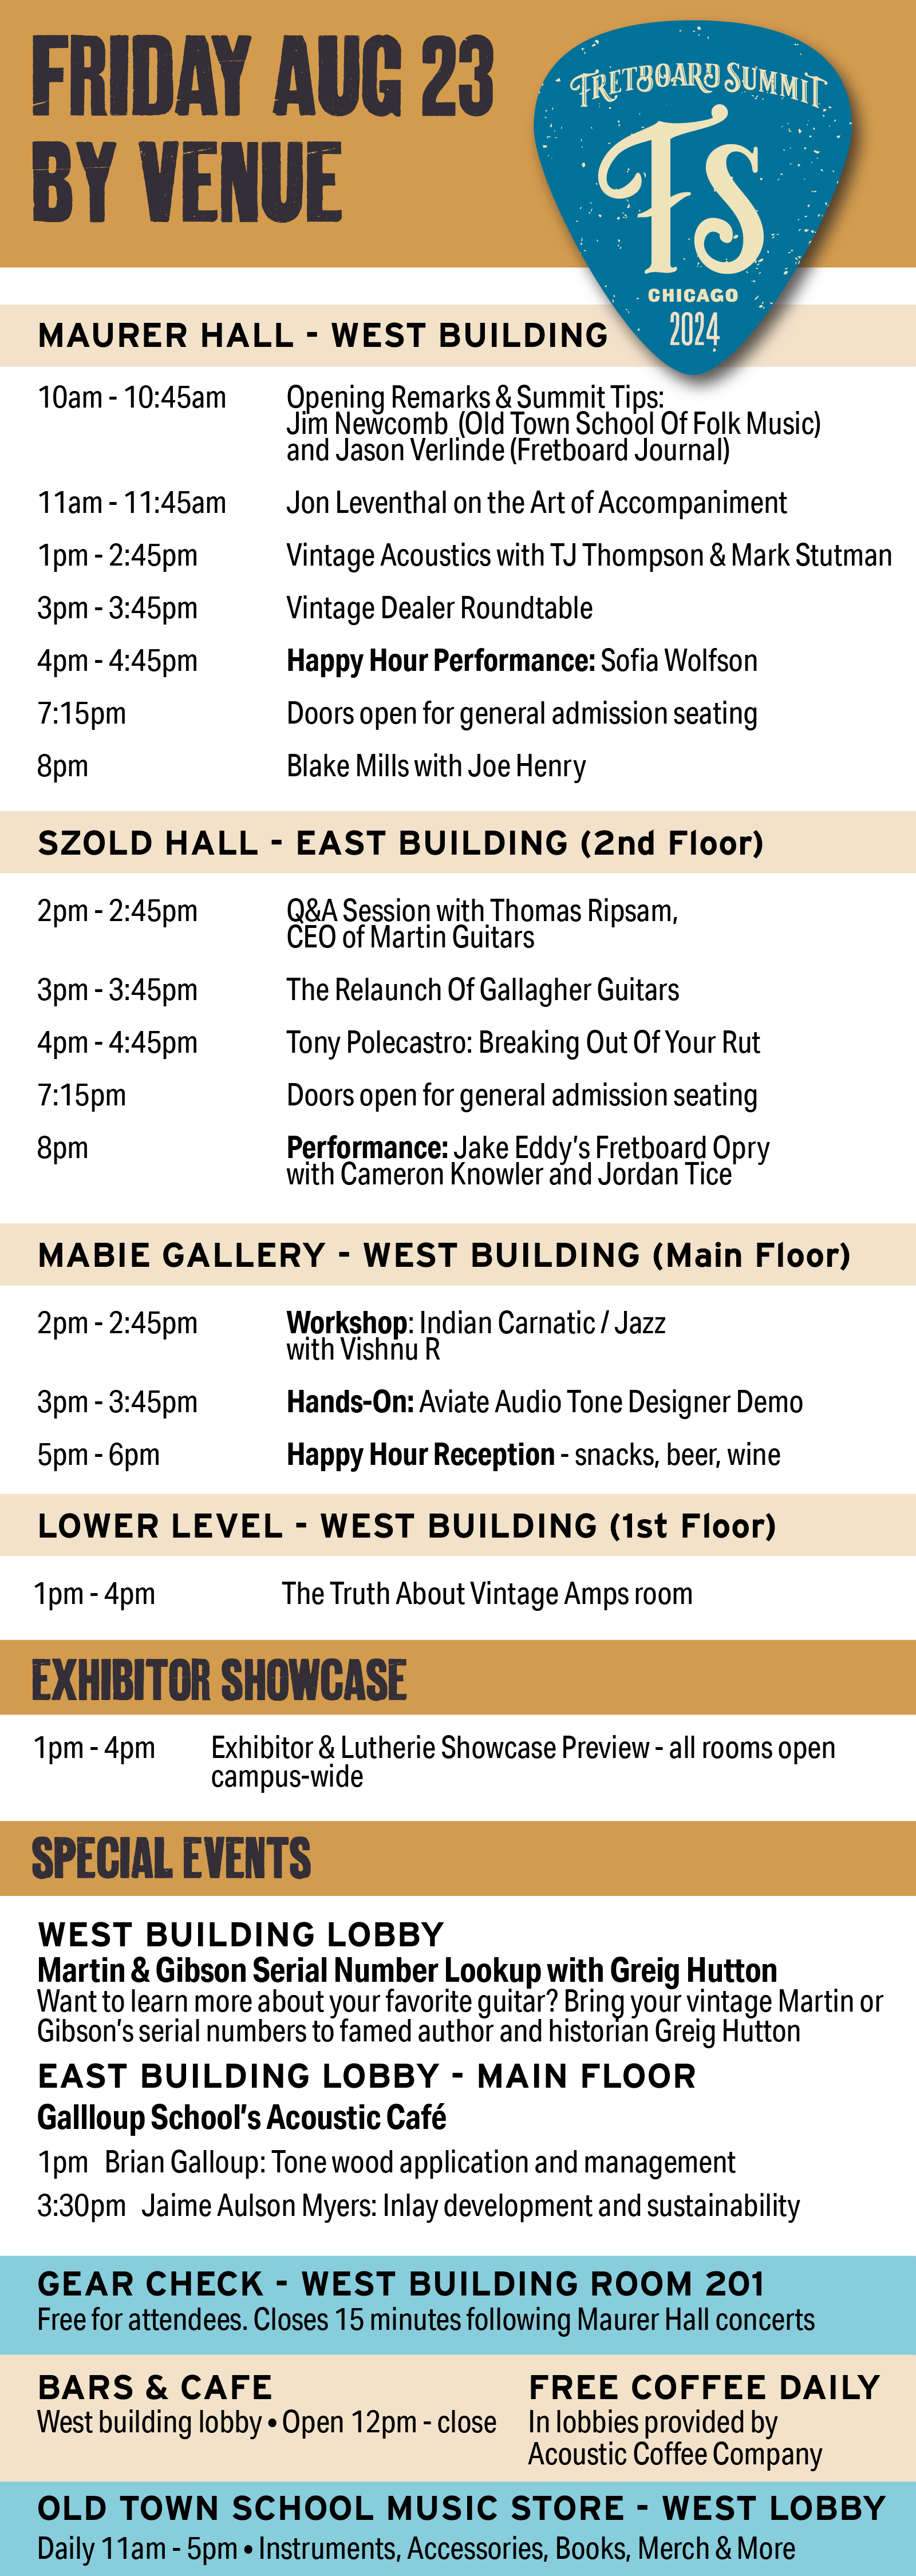 FRIDAY AUG 23
BY VENUE
FRETBOARD SUMMIT
FS
CHICAGO
2024
MAURER HALL - WEST BUILDING
10am - 10:45am Opening Remarks & Summit Tips:
Jim Newcomb (Old Town School Of Folk Music)
and Jason Verlinde (Fretboard Journal)
11am - 11:45am Jon Leventhal on the Art of Accompaniment
1pm - 2:45pm Vintage Acoustics with TJ Thompson & Mark Stutman
3pm - 3:45pm Vintage Dealer Roundtable
4pm - 4:45pm Happy Hour Performance: Sofia Wolfson
7:15pm Doors open for general admission seating
8pm Blake Mills with Joe Henry
SZOLD HALL - EAST BUILDING (2nd Floor)
2pm - 2:45pm Q&A Session with Thomas Ripsam,
CEO of Martin Guitars
3pm - 3:45pm The Relaunch Of Gallagher Guitars
4pm - 4:45pm Tony Polecastro: Breaking Out Of Your Rut
7:15pm Doors open for general admission seating
8pm Performance: Jake Eddy's Fretboard Opry
with Cameron Knowler and Jordan Tice
MABIE GALLERY - WEST BUILDING (Main Floor)
2pm - 2:45pm Workshop: Indian Carnatic / Jazz
with Vishnu R
3pm - 3:45pm Hands-On: Aviate Audio Tone Designer Demo
5pm - 6pm Happy Hour Reception - snacks, beer, wine
LOWER LEVEL - WEST BUILDING (1st Floor)
1pm - 4pm The Truth About Vintage Amps room
EXHIBITOR SHOWCASE
1pm - 4pm Exhibitor & Lutherie Showcase Preview - all rooms open
campus-wide
SPECIAL EVENTS
WEST BUILDING LOBBY
Martin & Gibson Serial Number Lookup with Greig Hutton
Want to learn more about your favorite guitar? Bring your vintage Martin or
Gibson's serial numbers to famed author and historian Greig Hutton
EAST BUILDING LOBBY - MAIN FLOOR
Gallloup School's Acoustic Café
1pm Brian Galloup: Tone wood application and management
3:30pm Jaime Aulson Myers: Inlay development and sustainability
GEAR CHECK - WEST BUILDING ROOM 201
Free for attendees. Closes 15 minutes following Maurer Hall concerts
BARS & CAFE
West building lobby • Open 12pm - close
FREE COFFEE DAILY
In lobbies provided by
Acoustic Coffee Company
OLD TOWN SCHOOL MUSIC STORE - WEST LOBBY
Daily 11am - 5pm • Instruments, Accessories, Books, Merch & More